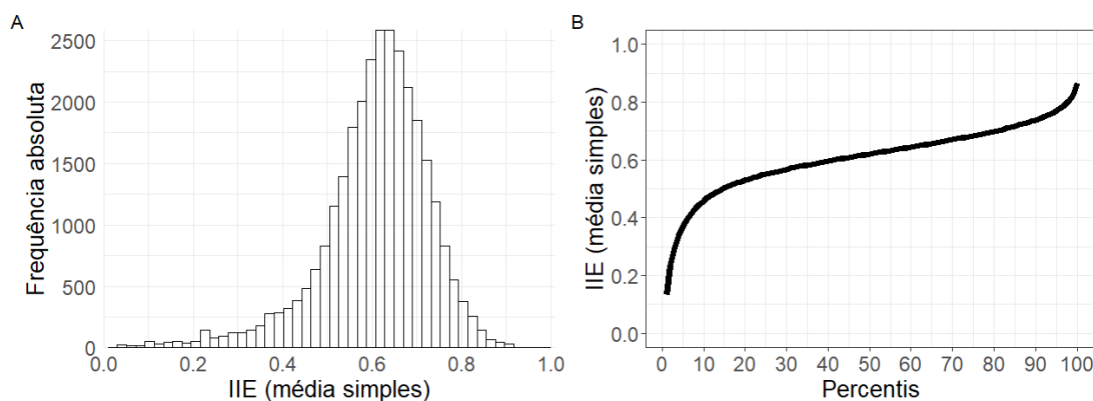 A
Frequência absoluta
2500
2000
1500
1000
500
0
0.0 0.2 0.4 0.6 0.8 1.0
IIE (média simples)
B
IIE (média simples)
1.0
0.8
0.6
0.4
0.2
0.0
0 10 20 30 40 50 60 70 80 90 100
Percentis